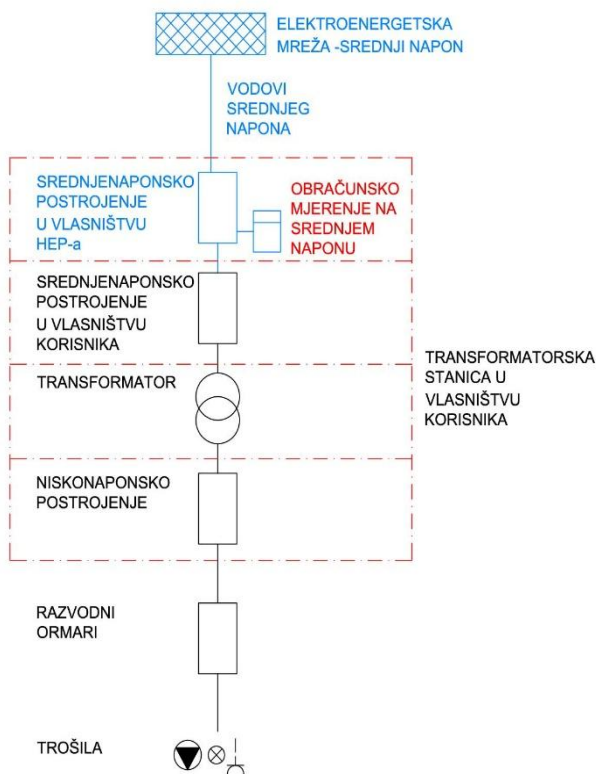 ELEKTROENERGETSKA
MREŽA -SREDNJI NAPON
VODOVI
SREDNJEG
NAPONA
SREDNJENAPONSKO
POSTROJENJE
U VLASNIŠTVU
HEP-a
OBRAČUNSKO
MJERENJE NA
SREDNJEM
NAPONU
SREDNJENAPONSKO
POSTROJENJE
U VLASNIŠTVU
KORISNIKA
TRANSFORMATORSKA
STANICA U
VLASNIŠTVU
KORISNIKA
TRANSFORMATOR
NISKONAPONSKO
POSTROJENJE
RAZVODNI
ORMARI
TROŠILA